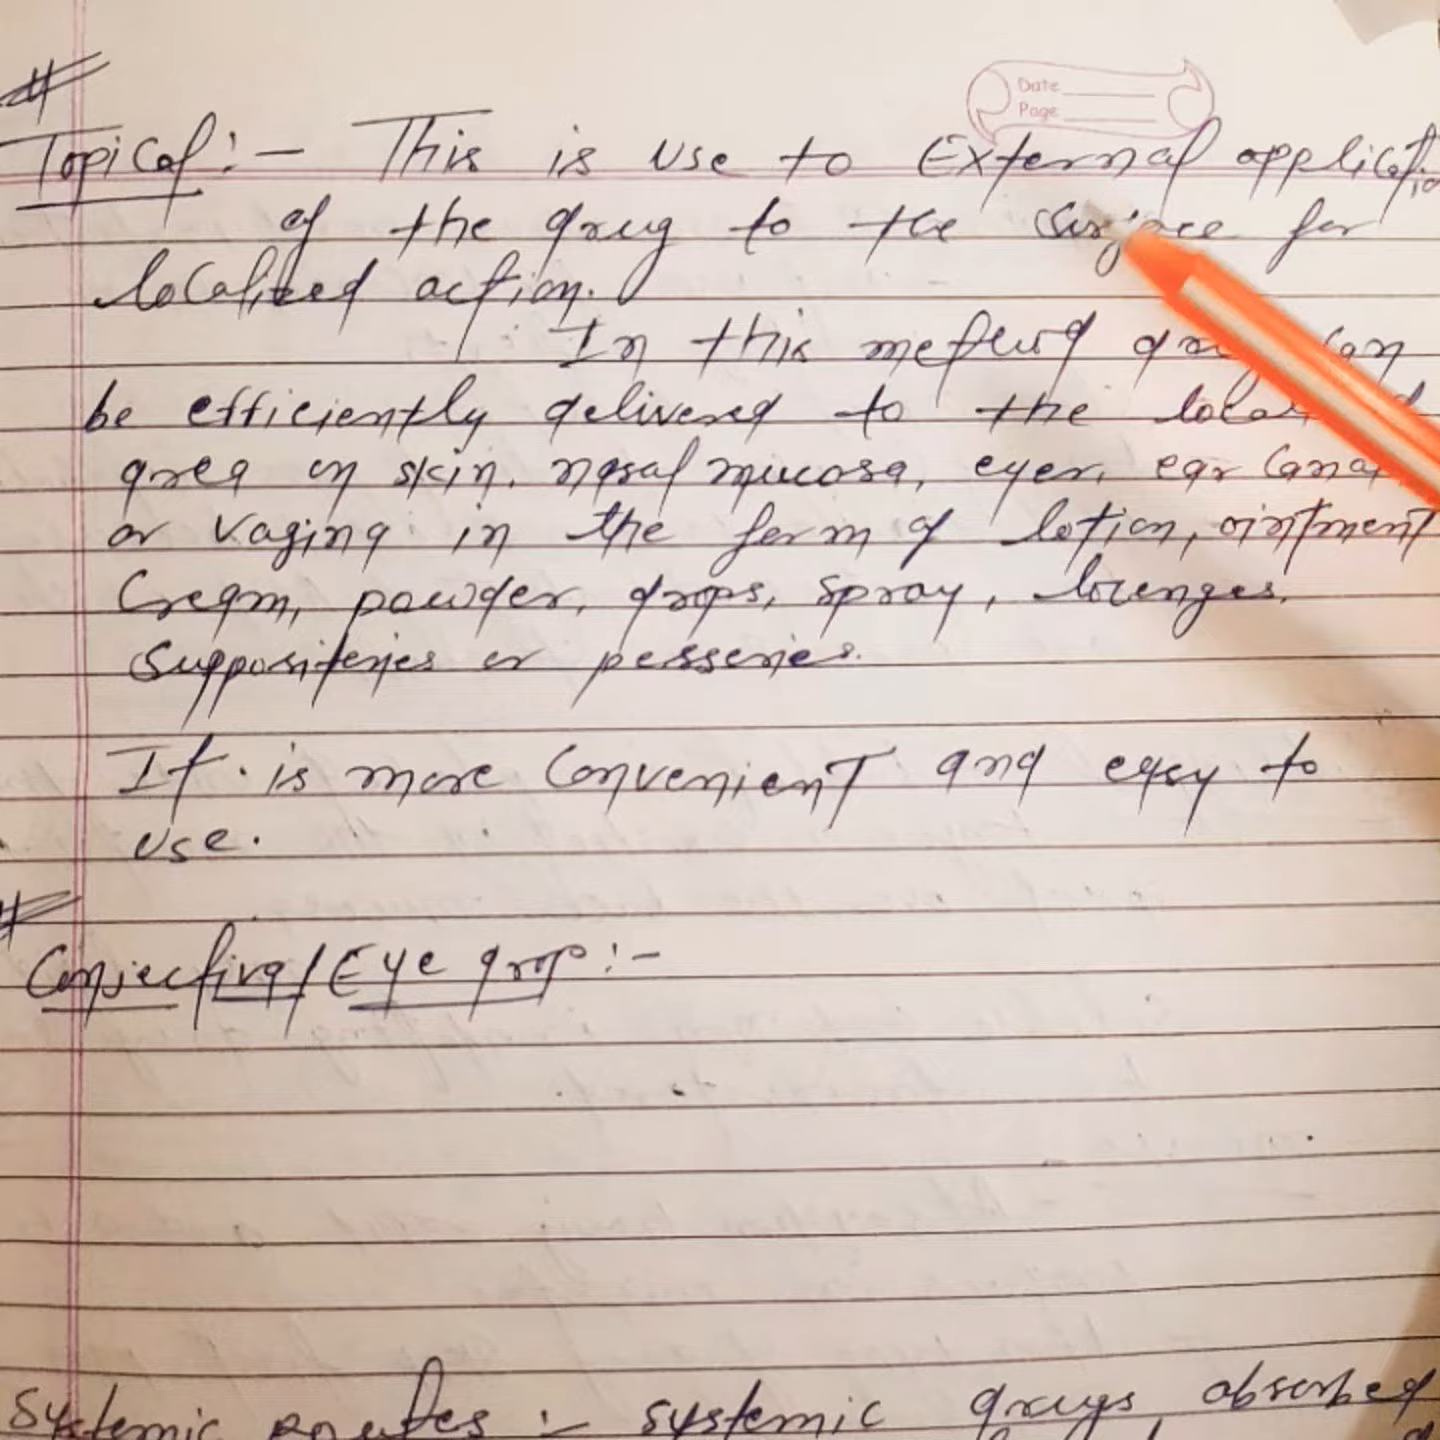 Date
Page
Topical :- This is use to External applicatio
of the drug to the surface for
localized action.
In this method drug can
be efficiently delivered to the
area on skin, nasal mucosa, eyes, ear Canal
or vagina in the form of lotion, ointment
Cream, powder, drops, spray, lozenges,
Suppositories or pessaries.
It is more Convenient and easy to
use.
Conjectiva/Eye drop :-
Systemic routes :- systemic drugs absorbed